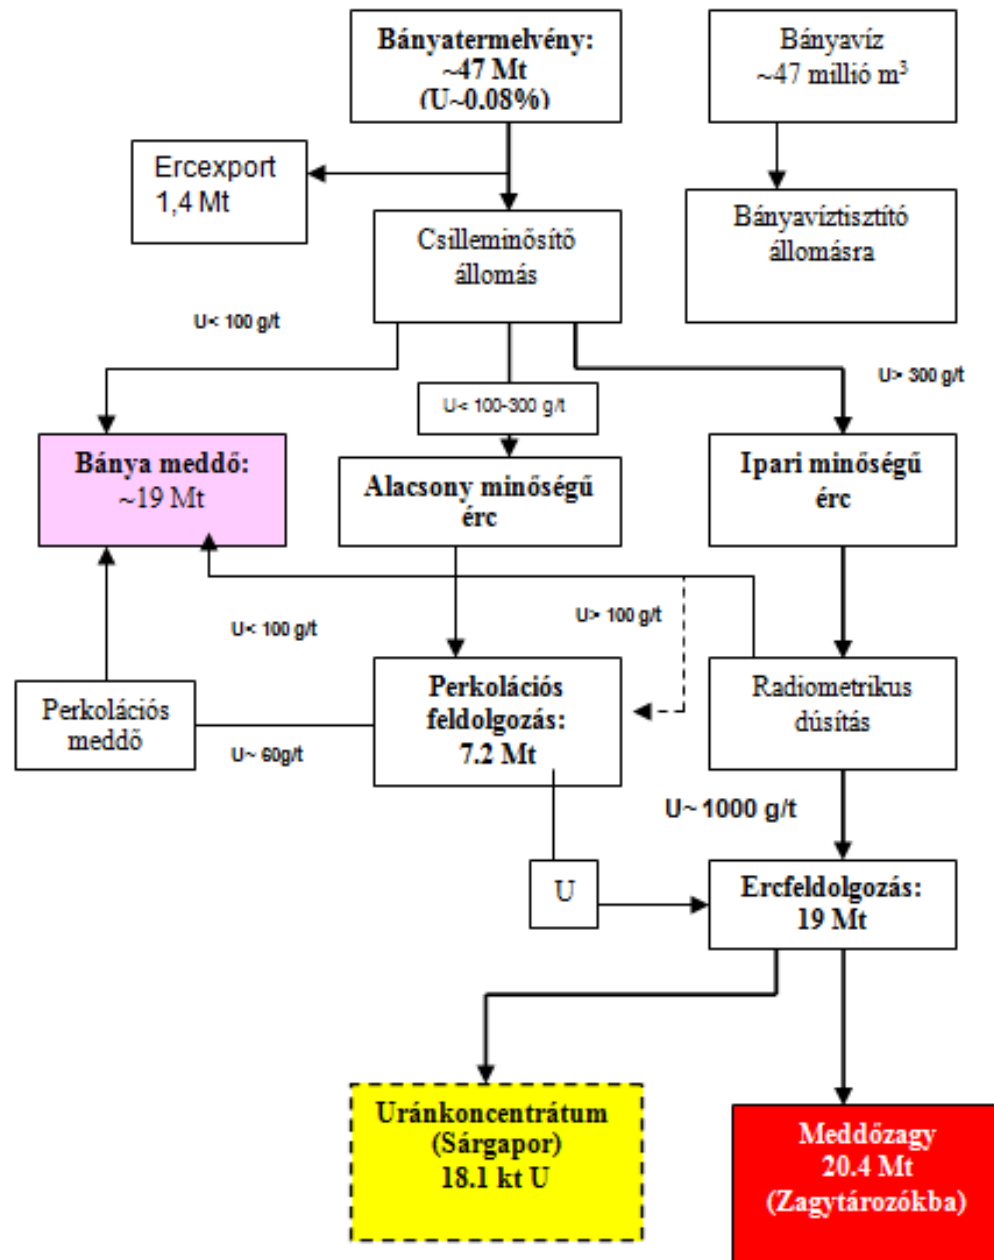 Bányatermelvény:
~47 Mt
(U~0.08%)
Bányavíz
~47 millió m³
Ercexport
1,4 Mt
Csilleminősítő
állomás
Bányavíztisztító
állomásra
U< 100 g/t
U> 300 g/t
U< 100-300 g/t
Bánya meddő:
~19 Mt
Alacsony minőségű
érc
Ipari minőségű
érc
U< 100 g/t
U> 100 g/t
Perkolációs
meddő
U~ 60g/t
Perkolációs
feldolgozás:
7.2 Mt
Radiometrikus
dúsítás
U~ 1000 g/t
U
Ercfeldolgozás:
19 Mt
Uránkoncentrátum
(Sárgapor)
18.1 kt U
Meddőzagy
20.4 Mt
(Zagytározókba)